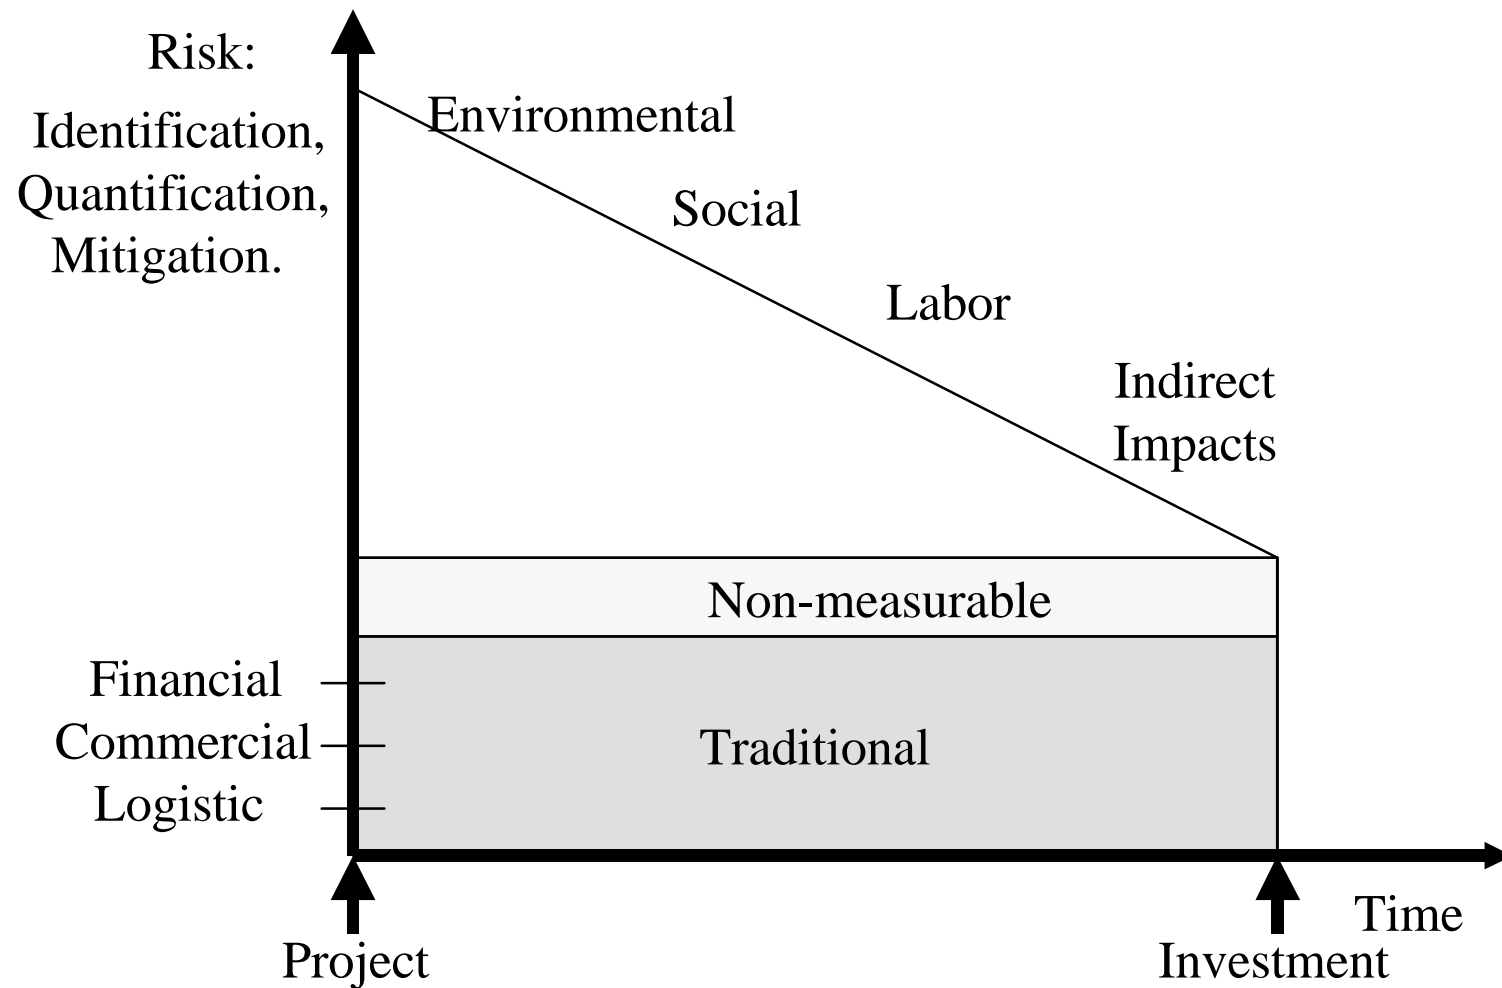 Risk:
Identification,
Quantification,
Mitigation.
Environmental
Social
Labor
Indirect
Impacts
Non-measurable
Financial
Commercial
Logistic
Traditional
Time
Project
Investment